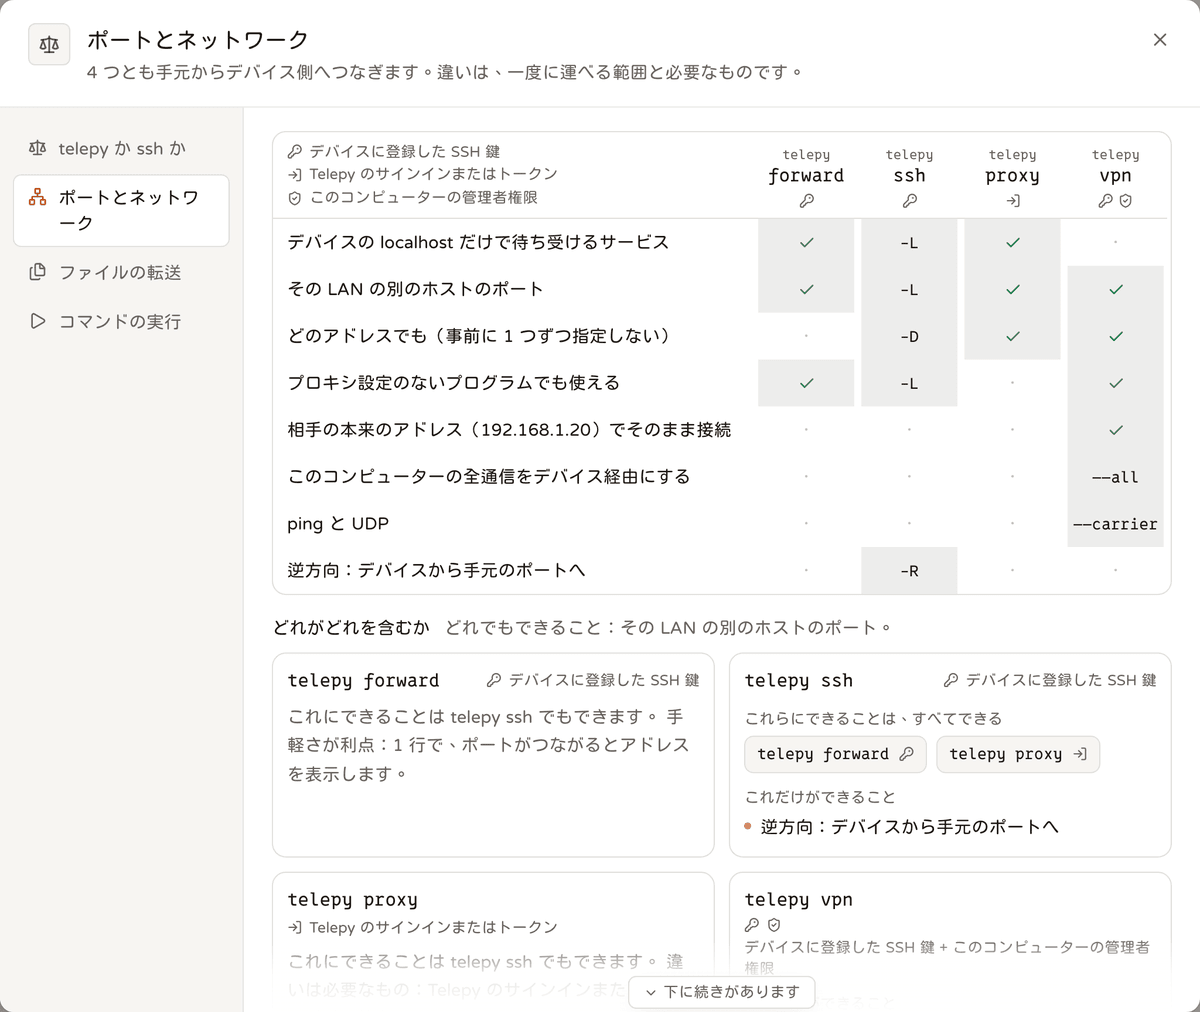 ポートとネットワーク
4 つとも手元からデバイス側へつなぎます。違いは、一度に運べる範囲と必要なものです。
telepy か ssh か
ポートとネットワ
ーク
ファイルの転送
コマンドの実行
デバイスに登録した SSH 鍵
Telepy のサインインまたはトークン
このコンピューターの管理者権限
telepy forward
telepy ssh
telepy proxy
telepy vpn
デバイスの localhost だけで待ち受けるサービス -L
その LAN の別のホストのポート -L
どのアドレスでも（事前に 1 つずつ指定しない） -D
プロキシ設定のないプログラムでも使える -L
相手の本来のアドレス（192.168.1.20）でそのまま接続
このコンピューターの全通信をデバイス経由にする --all
ping と UDP --carrier
逆方向：デバイスから手元のポートへ -R
どれがどれを含むか どれでもできること：その LAN の別のホストのポート。
telepy forward デバイスに登録した SSH 鍵
これにできることは telepy ssh でもできます。 手
軽さが利点：1 行で、ポートがつながるとアドレス
を表示します。
telepy ssh デバイスに登録した SSH 鍵
これらにできることは、すべてできる
telepy forward telepy proxy
これだけができること
逆方向：デバイスから手元のポートへ
telepy proxy
Telepy のサインインまたはトークン
これにできることは telepy ssh でもできます。 違
いは必要なもの：Telepy のサインインまた
telepy vpn
デバイスに登録した SSH 鍵 + このコンピューターの管理者
権限
できること
下に続きがあります